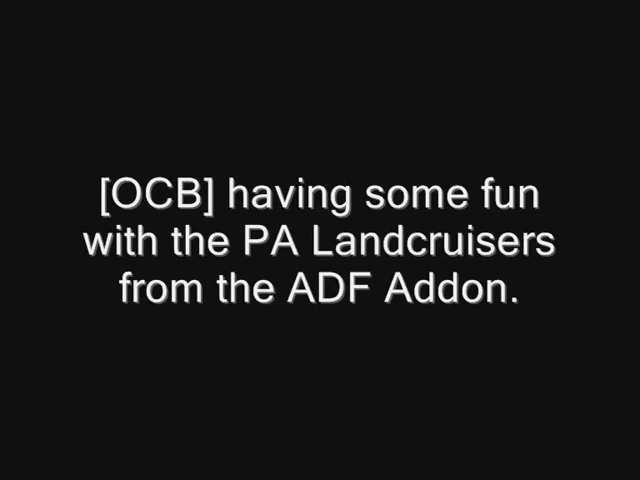 [OCB] having some fun
with the PA Landcruisers
from the ADF Addon.